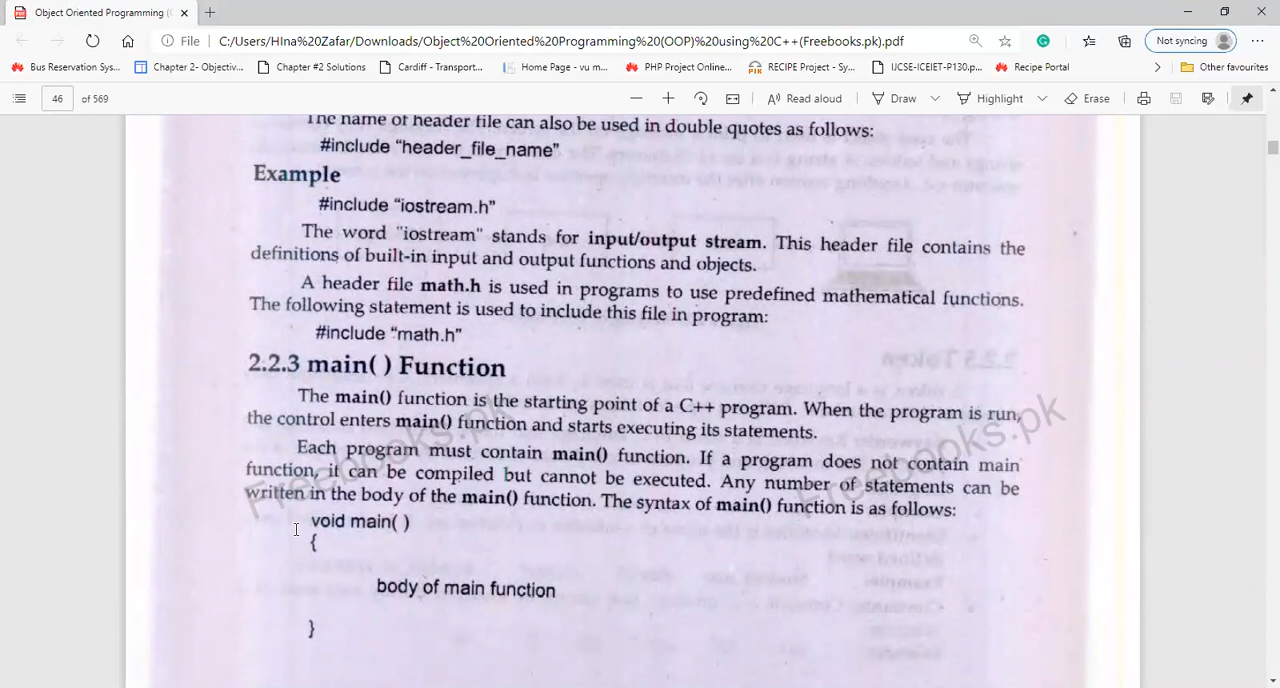 Object Oriented Programming (
File
C:/Users/HIna%20Zafar/Downloads/Object%20Oriented%20Programming%20(OOP)%20using%20C++(Freebooks.pk).pdf
Not syncing
Bus Reservation Sys...
Chapter 2- Objectiv...
Chapter #2 Solutions
Cardiff - Transport...
Home Page - vu m...
PHP Project Online...
RECIPE Project - Sy...
IJCSE-ICEIET-P130.p...
Recipe Portal
Other favourites
46 of 569
Read aloud
Draw
Highlight
Erase
The name of header file can also be used in double quotes as follows:
#include “header_file_name”
Example
#include “iostream.h”
The word "iostream" stands for input/output stream. This header file contains the
definitions of built-in input and output functions and objects.
A header file math.h is used in programs to use predefined mathematical functions.
The following statement is used to include this file in program:
#include “math.h”
2.2.3 main( ) Function
The main() function is the starting point of a C++ program. When the program is run,
the control enters main() function and starts executing its statements.
Each program must contain main() function. If a program does not contain main
function, it can be compiled but cannot be executed. Any number of statements can be
written in the body of the main() function. The syntax of main() function is as follows:
void main( )
{
body of main function
}
Freebooks.pk
Freebooks.pk